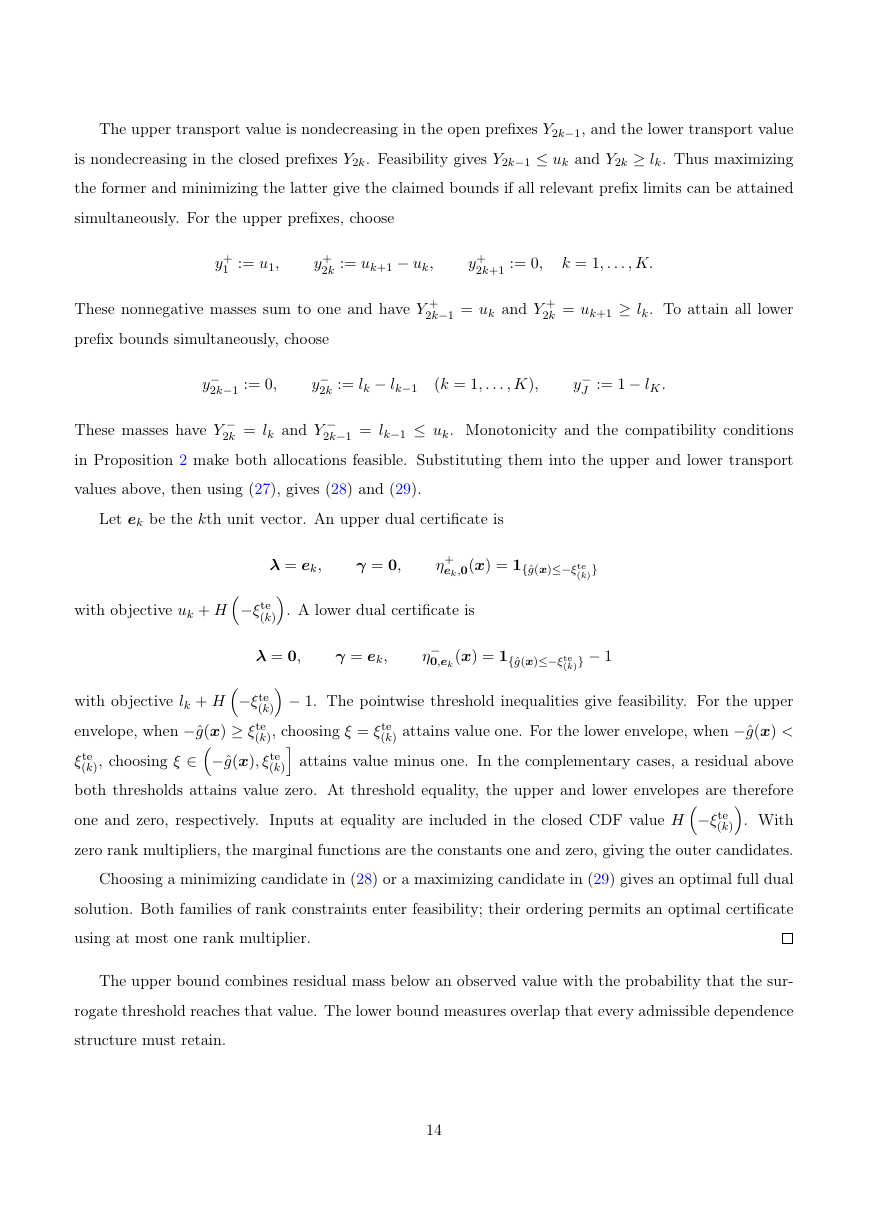 The upper transport value is nondecreasing in the open prefixes Y_{2k−1}, and the lower transport value
is nondecreasing in the closed prefixes Y_{2k}. Feasibility gives Y_{2k−1} ≤ u_k and Y_{2k} ≥ l_k. Thus maximizing
the former and minimizing the latter give the claimed bounds if all relevant prefix limits can be attained
simultaneously. For the upper prefixes, choose
y_1^+ := u_1, y_{2k}^+ := u_{k+1} − u_k, y_{2k+1}^+ := 0, k = 1, . . . , K.
These nonnegative masses sum to one and have Y_{2k−1}^+ = u_k and Y_{2k}^+ = u_{k+1} ≥ l_k. To attain all lower
prefix bounds simultaneously, choose
y_{2k−1}^− := 0, y_{2k}^− := l_k − l_{k−1} (k = 1, . . . , K), y_J^− := 1 − l_K.
These masses have Y_{2k}^− = l_k and Y_{2k−1}^− = l_{k−1} ≤ u_k. Monotonicity and the compatibility conditions
in Proposition 2 make both allocations feasible. Substituting them into the upper and lower transport
values above, then using (27), gives (28) and (29).
Let e_k be the kth unit vector. An upper dual certificate is
λ = e_k, γ = 0, η^+_{e_k,0}(x) = 1_{{ĝ(x)≤−ξ^{te}_{(k)}}}
with objective u_k + H(−ξ^{te}_{(k)}). A lower dual certificate is
λ = 0, γ = e_k, η^−_{0,e_k}(x) = 1_{{ĝ(x)≤−ξ^{te}_{(k)}}} − 1
with objective l_k + H(−ξ^{te}_{(k)}) − 1. The pointwise threshold inequalities give feasibility. For the upper
envelope, when −ĝ(x) ≥ ξ^{te}_{(k)}, choosing ξ = ξ^{te}_{(k)} attains value one. For the lower envelope, when −ĝ(x) <
ξ^{te}_{(k)}, choosing ξ ∈ (−ĝ(x), ξ^{te}_{(k)}] attains value minus one. In the complementary cases, a residual above
both thresholds attains value zero. At threshold equality, the upper and lower envelopes are therefore
one and zero, respectively. Inputs at equality are included in the closed CDF value H(−ξ^{te}_{(k)}). With
zero rank multipliers, the marginal functions are the constants one and zero, giving the outer candidates.
Choosing a minimizing candidate in (28) or a maximizing candidate in (29) gives an optimal full dual
solution. Both families of rank constraints enter feasibility; their ordering permits an optimal certificate
using at most one rank multiplier. □
The upper bound combines residual mass below an observed value with the probability that the sur-
rogate threshold reaches that value. The lower bound measures overlap that every admissible dependence
structure must retain.
14